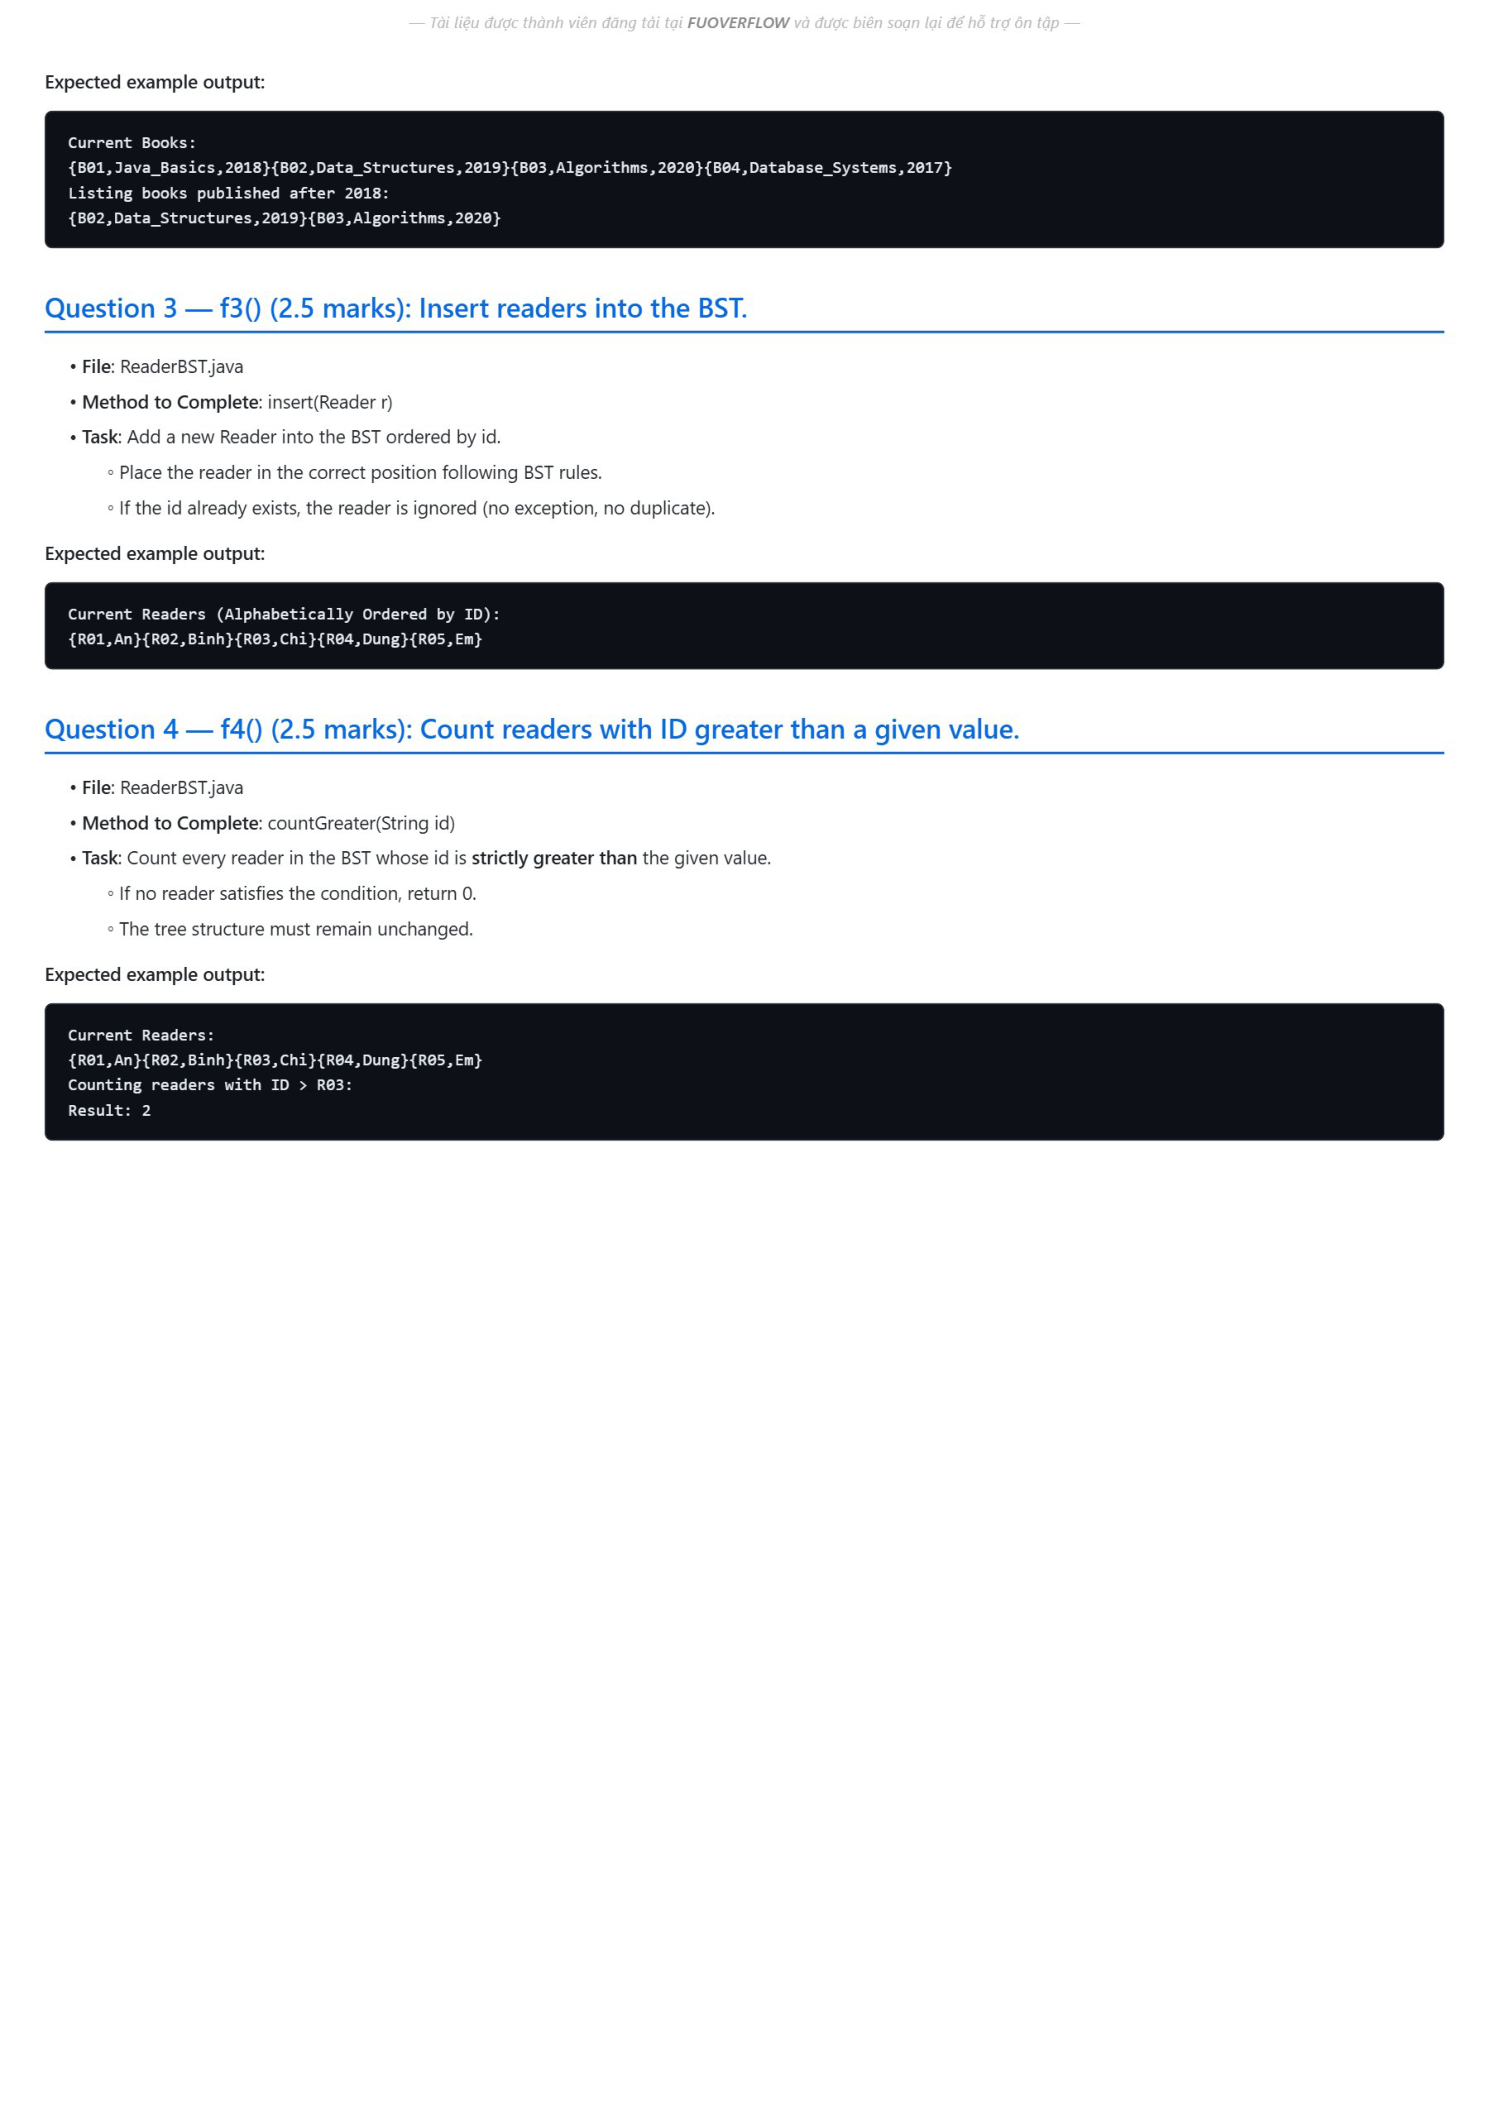 — Tài liệu được thành viên đăng tải tại FUOVERFLOW và được biên soạn lại để hỗ trợ ôn tập —
Expected example output:
Current Books:
{B01,Java_Basics,2018}{B02,Data_Structures,2019}{B03,Algorithms,2020}{B04,Database_Systems,2017}
Listing books published after 2018:
{B02,Data_Structures,2019}{B03,Algorithms,2020}
Question 3 — f3() (2.5 marks): Insert readers into the BST.
• File: ReaderBST.java
• Method to Complete: insert(Reader r)
• Task: Add a new Reader into the BST ordered by id.
◦ Place the reader in the correct position following BST rules.
◦ If the id already exists, the reader is ignored (no exception, no duplicate).
Expected example output:
Current Readers (Alphabetically Ordered by ID):
{R01,An}{R02,Binh}{R03,Chi}{R04,Dung}{R05,Em}
Question 4 — f4() (2.5 marks): Count readers with ID greater than a given value.
• File: ReaderBST.java
• Method to Complete: countGreater(String id)
• Task: Count every reader in the BST whose id is strictly greater than the given value.
◦ If no reader satisfies the condition, return 0.
◦ The tree structure must remain unchanged.
Expected example output:
Current Readers:
{R01,An}{R02,Binh}{R03,Chi}{R04,Dung}{R05,Em}
Counting readers with ID > R03:
Result: 2